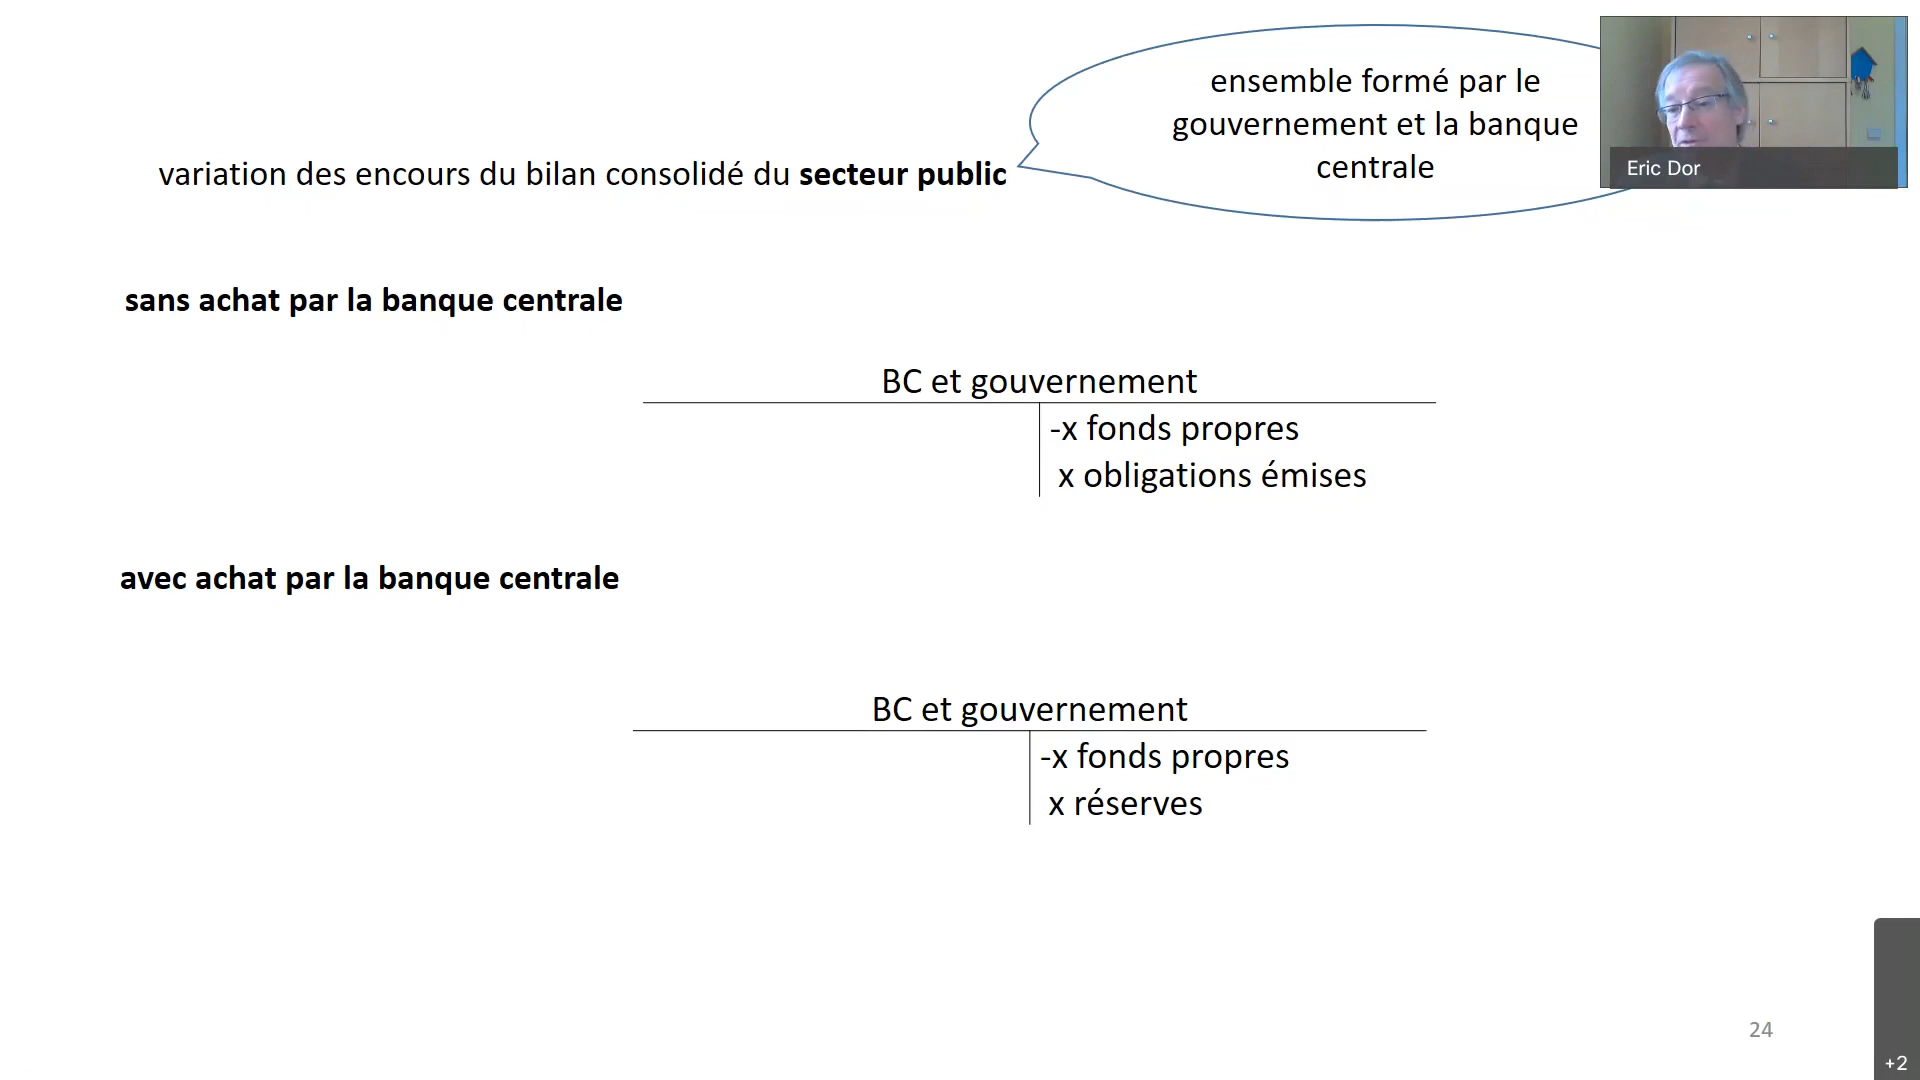 ensemble formé par le
gouvernement et la banque
centrale
Eric Dor
variation des encours du bilan consolidé du secteur public
sans achat par la banque centrale
BC et gouvernement
-x fonds propres
x obligations émises
avec achat par la banque centrale
BC et gouvernement
-x fonds propres
x réserves
24
+2